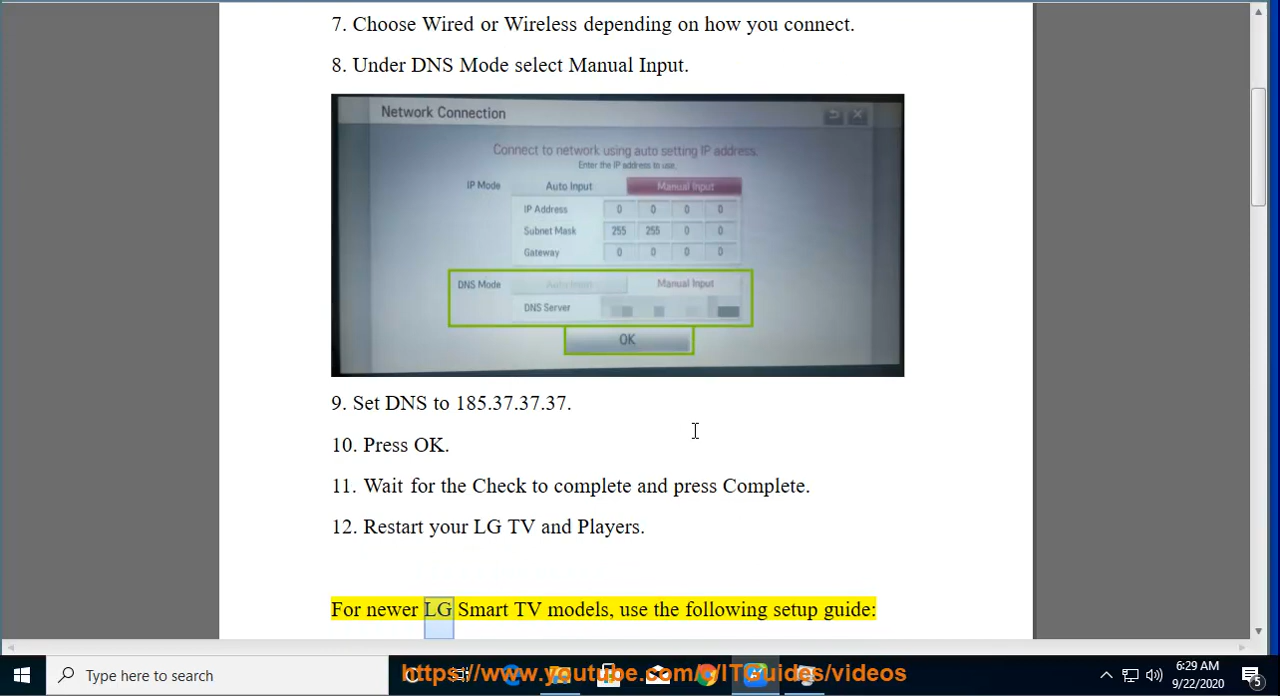 7. Choose Wired or Wireless depending on how you connect.
8. Under DNS Mode select Manual Input.
Network Connection
Connect to network using auto setting IP address.
Enter the IP address to use.
IP Mode Auto Input Manual Input
IP Address 0 0 0 0
Subnet Mask 255 255 0 0
Gateway 0 0 0 0
DNS Mode Auto Input Manual Input
DNS Server
OK
9. Set DNS to 185.37.37.37.
10. Press OK.
11. Wait for the Check to complete and press Complete.
12. Restart your LG TV and Players.
For newer LG Smart TV models, use the following setup guide:
Type here to search
6:29 AM
9/22/2020
5